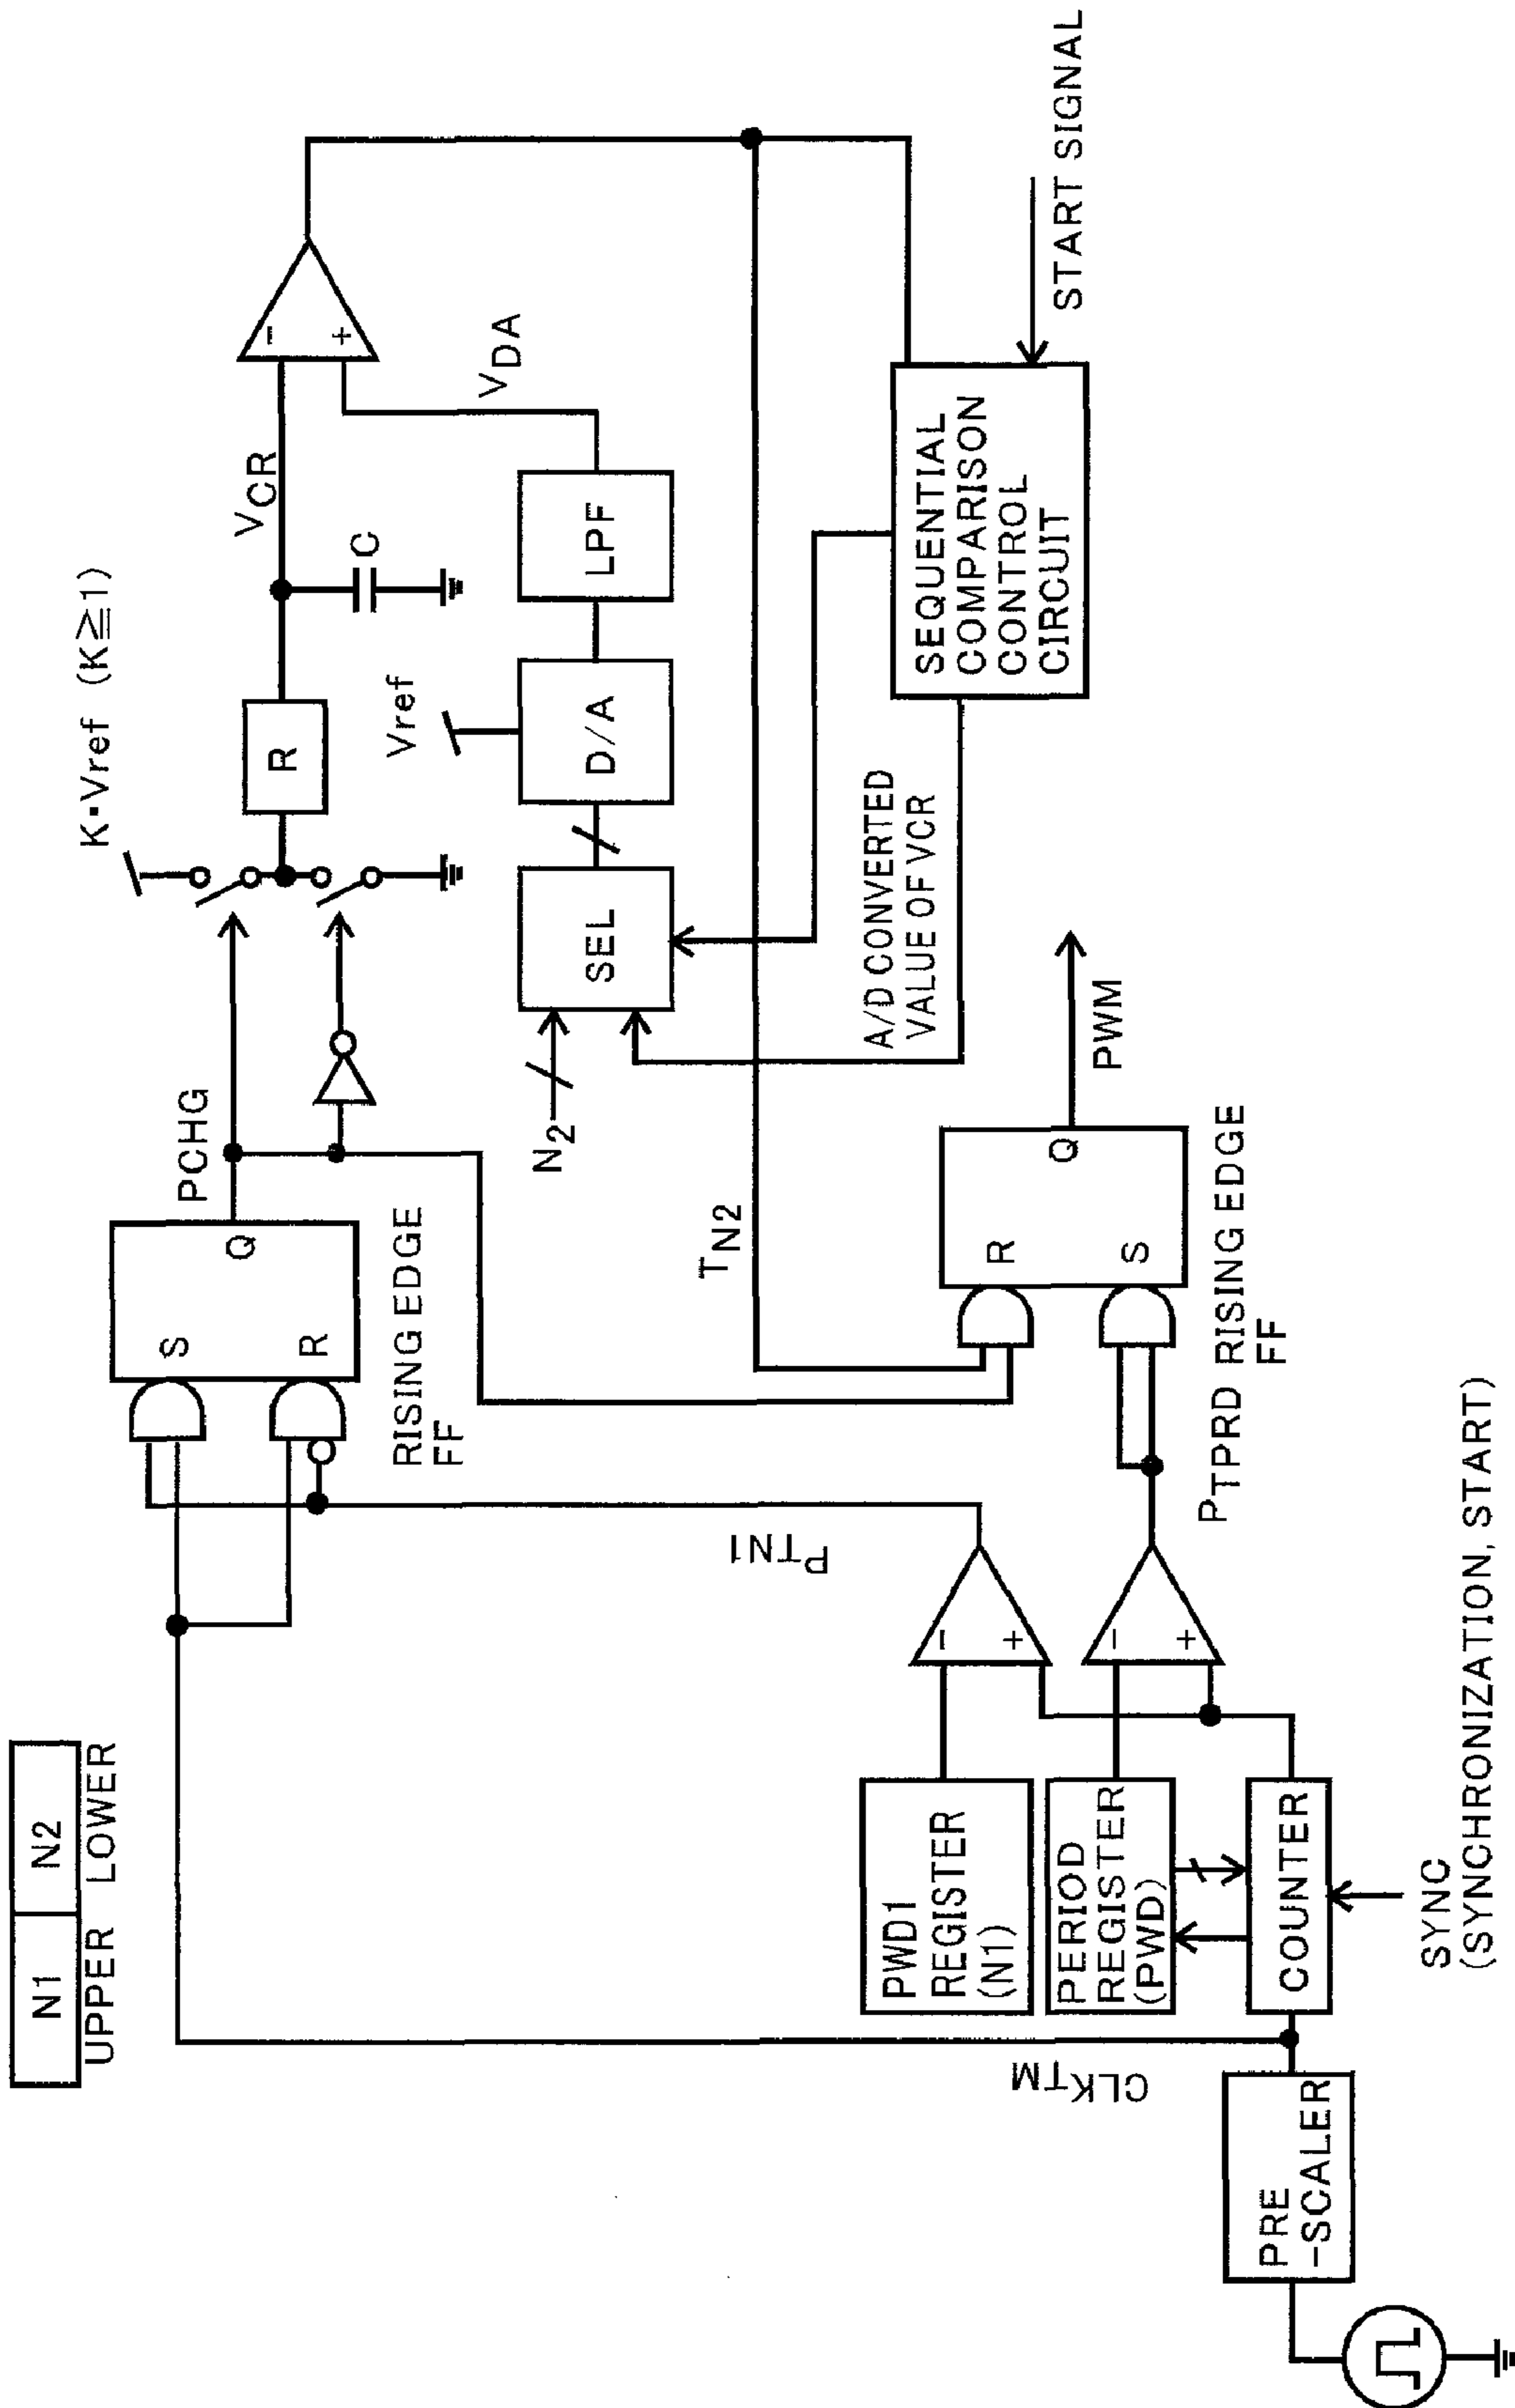 N1 N2
UPPER LOWER
K・Vref (K≧1)
PCHG
S
R
Q
RISING EDGE
FF
R
VCR
C
-
+
VDA
Vref
N2
SEL
D/A
LPF
A/D CONVERTED
VALUE OF VCR
SEQUENTIAL
COMPARISON
CONTROL
CIRCUIT
START SIGNAL
TN2
R
S
Q
PWM
PTPRD RISING EDGE
FF
PTN1
CLKTM
PWD1
REGISTER
(N1)
-
+
PERIOD
REGISTER
(PWD)
-
+
COUNTER
SYNC
(SYNCHRONIZATION, START)
PRE
-SCALER